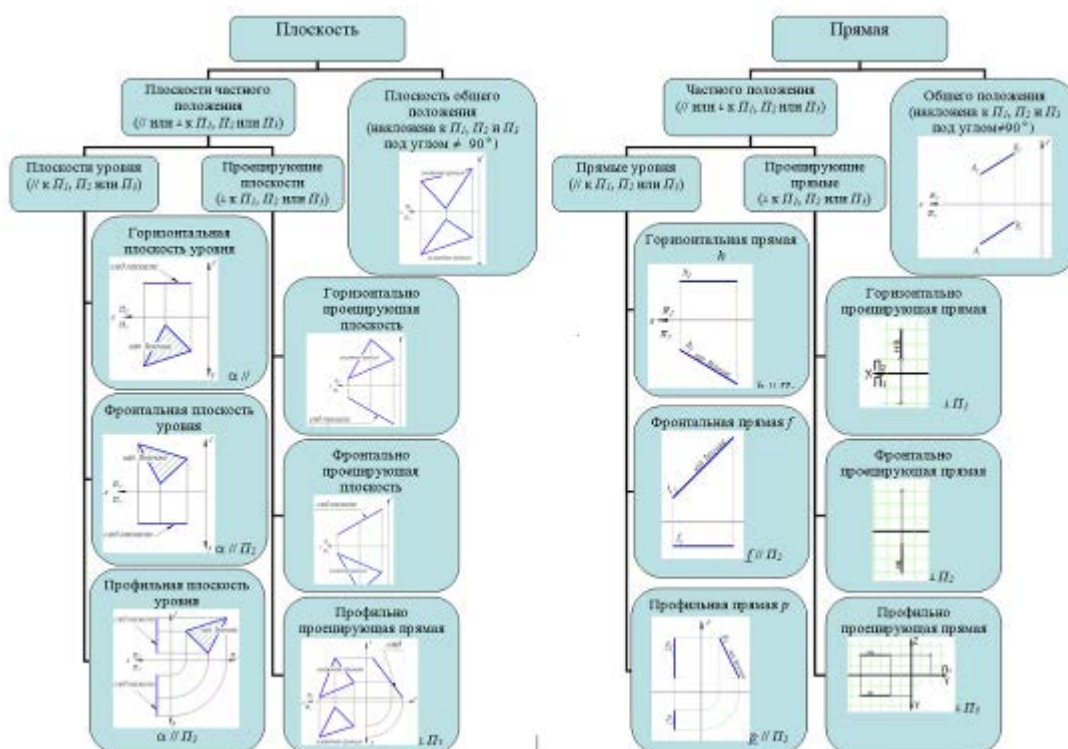 Плоскость
Плоскости частного
положения
(// или ⊥ к П1, П2 или П3)
Плоскость общего
положения
(наклонена к П1, П2 и П3
под углом ≠ 90°)
Плоскости уровня
(// к П1, П2 или П3)
Проецирующие
плоскости
(⊥ к П1, П2 или П3)
Горизонтальная
плоскость уровня
α //
Фронтальная плоскость
уровня
α // П2
Профильная плоскость
уровня
α // П3
Горизонтально
проецирующая
плоскость
Фронтально
проецирующая
плоскость
Профильно
проецирующая прямая
⊥ П3
Прямая
Частного положения
(// или ⊥ к П1, П2 или П3)
Общего положения
(наклонена к П1, П2 и П3
под углом≠90°)
Прямые уровня
(// к П1, П2 или П3)
Проецирующие
прямые
(⊥ к П1, П2 или П3)
Горизонтальная прямая
h
Фронтальная прямая f
f // П2
Профильная прямая p
p // П3
Горизонтально
проецирующая прямая
⊥ П1
Фронтально
проецирующая прямая
⊥ П2
Профильно
проецирующая прямая
⊥ П3